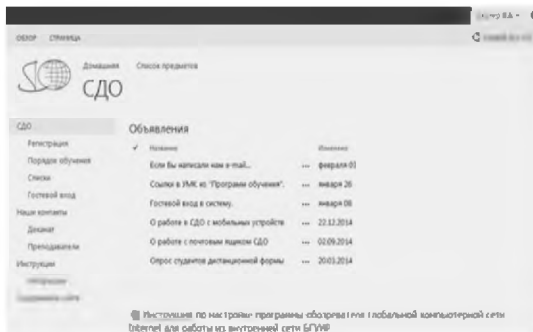 ОБЗОР СТРАНИЦА
Домашняя Список предметов
СДО
СДО
Регистрация
Порядок обучения
Списки
Гостевой вход
Наши контакты
Деканат
Преподаватели
Инструкции
Объявления
✓ Название Изменено
Если Вы написали нам e-mail... ... февраля 03
Ссылки в УМК из "Программ обучения". ... января 26
Гостевой вход в систему. ... января 08
О работе в СДО с мобильных устройств ... 22.12.2014
О работе с почтовым ящиком СДО ... 02.09.2014
Опрос студентов дистанционной формы ... 20.03.2014
Инструкция по настройке программы обозревателя глобальной компьютерной сети
Internet для работы из внутренней сети БГУИР